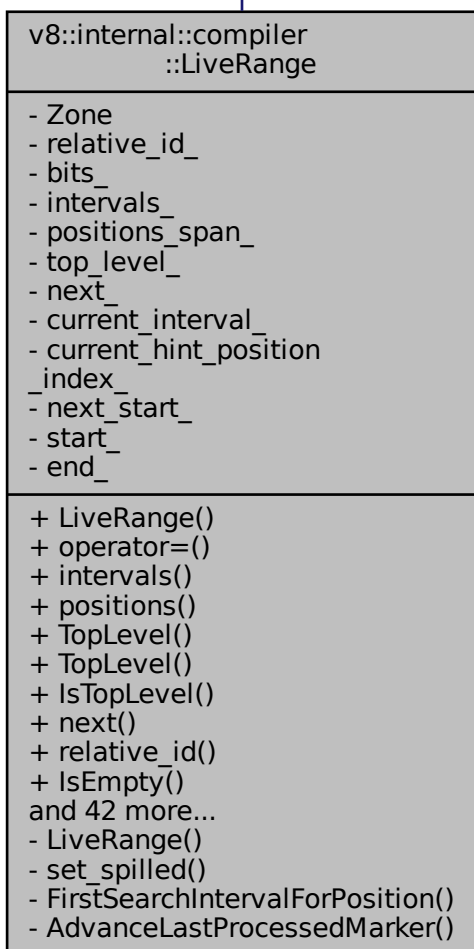 v8::internal::compiler
::LiveRange
- Zone
- relative_id_
- bits_
- intervals_
- positions_span_
- top_level_
- next_
- current_interval_
- current_hint_position
_index_
- next_start_
- start_
- end_
+ LiveRange()
+ operator=()
+ intervals()
+ positions()
+ TopLevel()
+ TopLevel()
+ IsTopLevel()
+ next()
+ relative_id()
+ IsEmpty()
and 42 more...
- LiveRange()
- set_spilled()
- FirstSearchIntervalForPosition()
- AdvanceLastProcessedMarker()